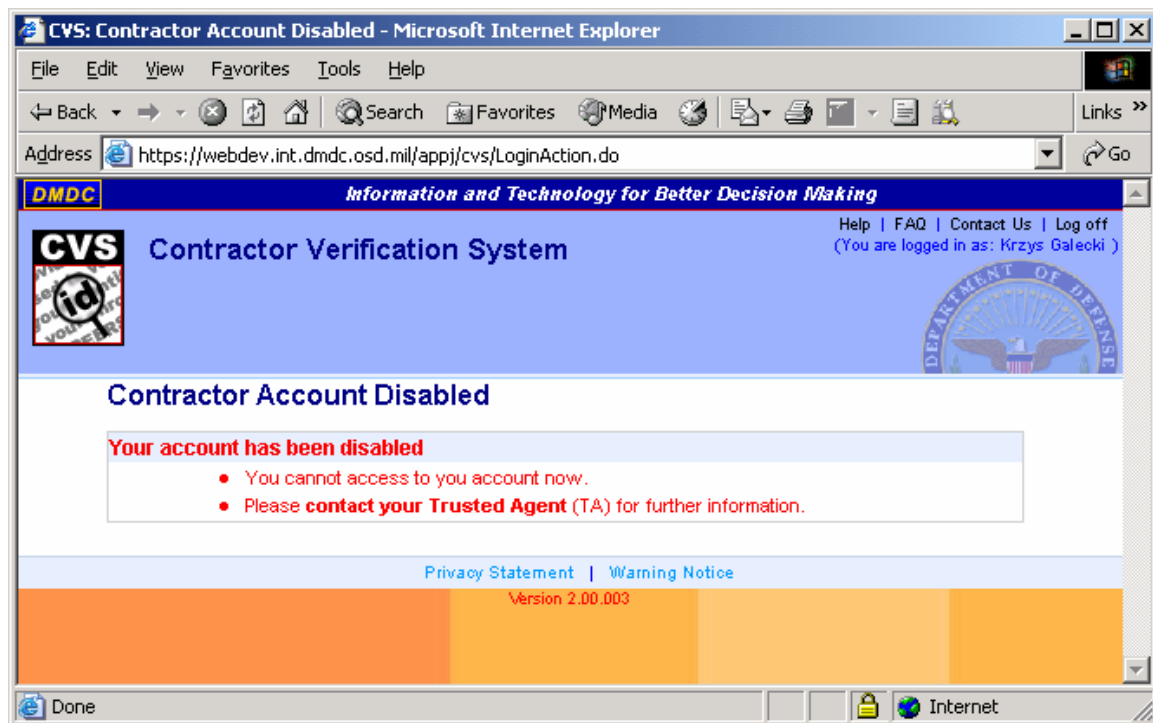 CVS: Contractor Account Disabled - Microsoft Internet Explorer
File Edit View Favorites Tools Help
Back Search Favorites Media Links »
Address https://webdev.int.dmdc.osd.mil/appj/cvs/LoginAction.do Go
DMDC Information and Technology for Better Decision Making
Help | FAQ | Contact Us | Log off
(You are logged in as: Krzys Galecki )
CVS Contractor Verification System
id
DEPARTMENT OF DEFENSE
Contractor Account Disabled
Your account has been disabled
• You cannot access to you account now.
• Please contact your Trusted Agent (TA) for further information.
Privacy Statement | Warning Notice
Version 2.00.003
Done Internet